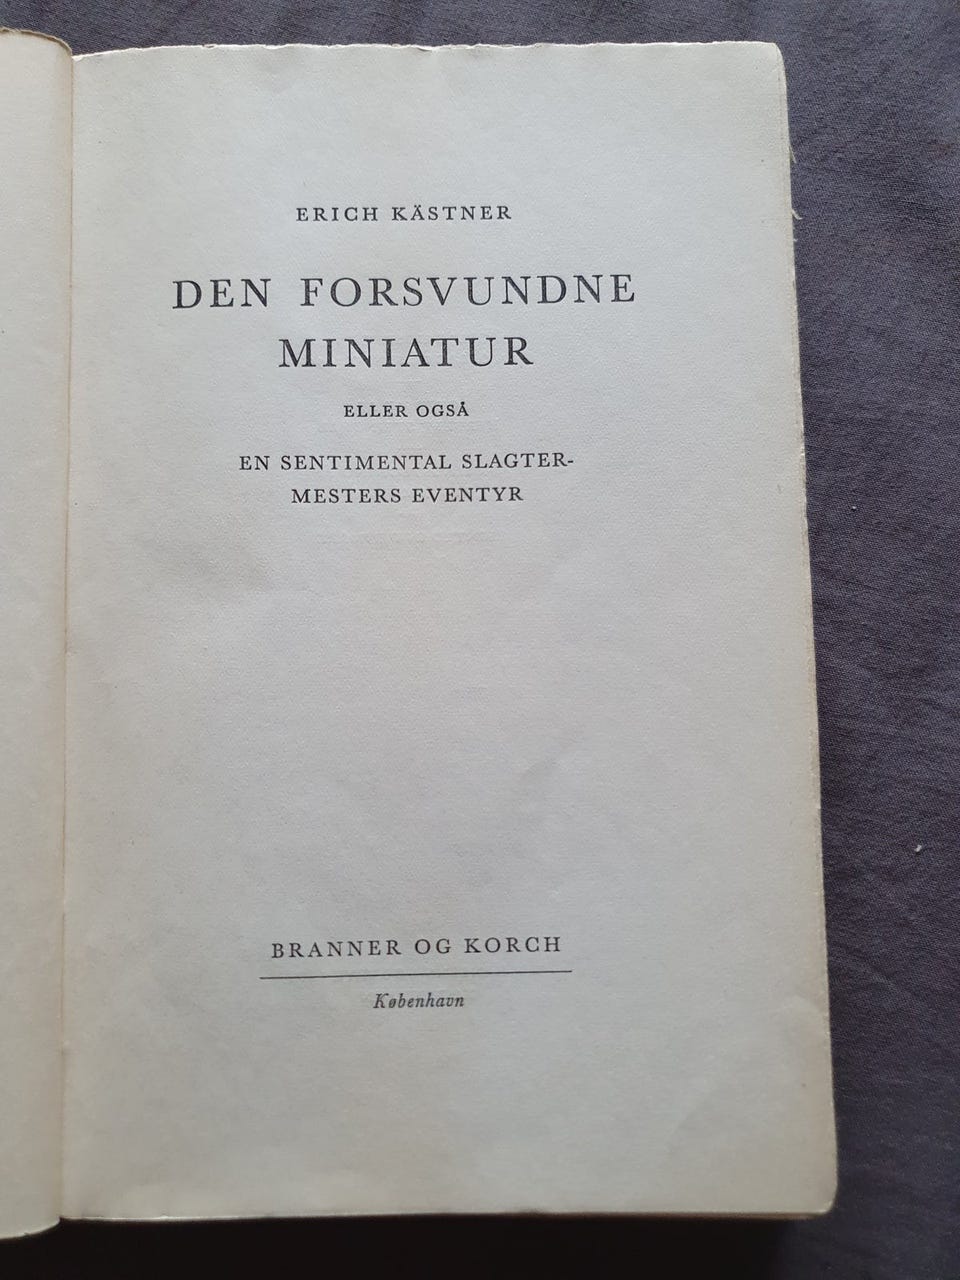 ERICH KÄSTNER
DEN FORSVUNDNE
MINIATUR
ELLER OGSÅ
EN SENTIMENTAL SLAGTER-
MESTERS EVENTYR
BRANNER OG KORCH
København